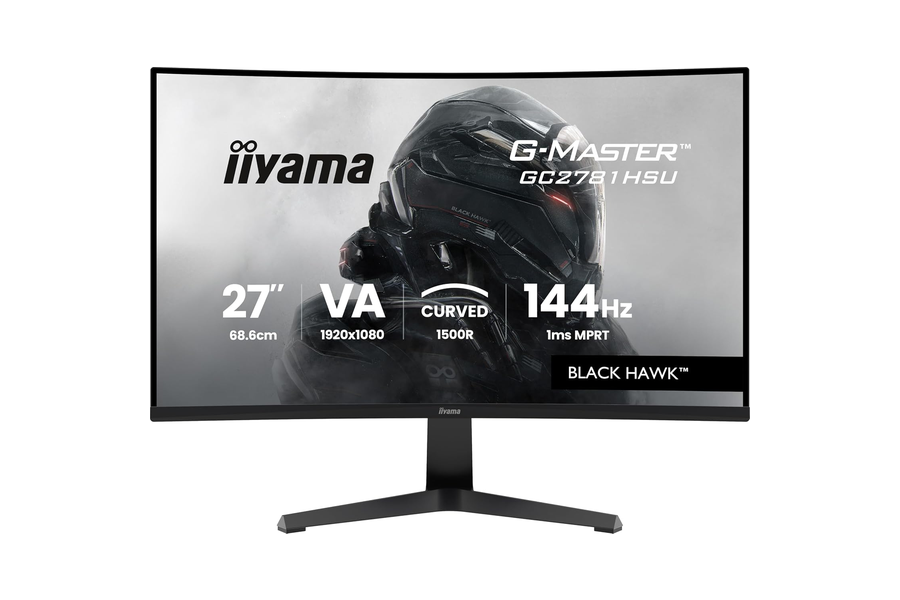 iiyama
G-MASTER™
GC2781HSU
BLACK HAWK
27″
68.6cm
VA
1920x1080
CURVED
1500R
144Hz
1ms MPRT
BLACK HAWK™
iiyama